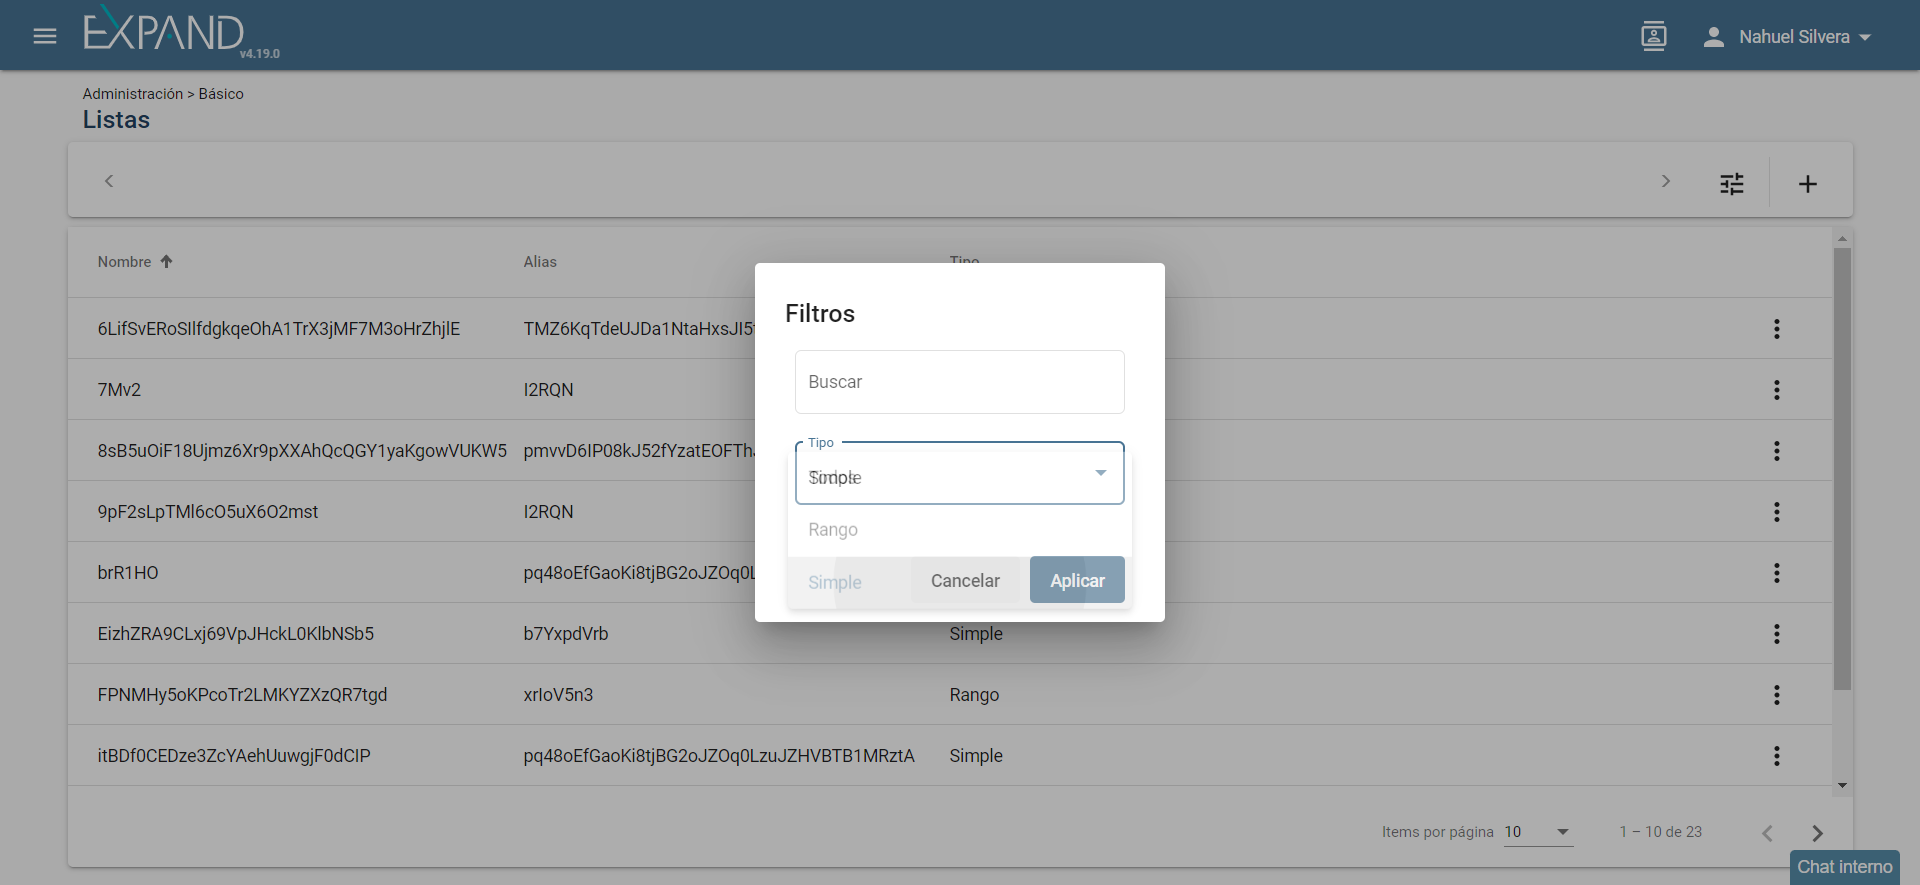 EXPAND
v4.19.0
Nahuel Silvera
Administración > Básico
Listas
Nombre
Alias
Tipo
6LifSvERoSIlfdgkqeOhA1TrX3jMF7M3oHrZhjlE
TMZ6KqTdeUJDa1NtaHxsJI5
7Mv2
I2RQN
8sB5uOiF18Ujmz6Xr9pXXAhQcQGY1yaKgowVUKW5
pmvvD6IP08kJ52fYzatEOFTh
9pF2sLpTMl6cO5uX6O2mst
I2RQN
brR1HO
pq48oEfGaoKi8tjBG2oJZOq0L
EizhZRA9CLxj69VpJHckL0KlbNSb5
b7YxpdVrb
Simple
FPNMHy5oKPcoTr2LMKYZXzQR7tgd
xrIoV5n3
Rango
itBDf0CEDze3ZcYAehUuwgjF0dCIP
pq48oEfGaoKi8tjBG2oJZOq0LzuJZHVBTB1MRztA
Simple
Filtros
Buscar
Tipo
Simple
Rango
Simple
Cancelar
Aplicar
Items por página
10
1 – 10 de 23
Chat interno